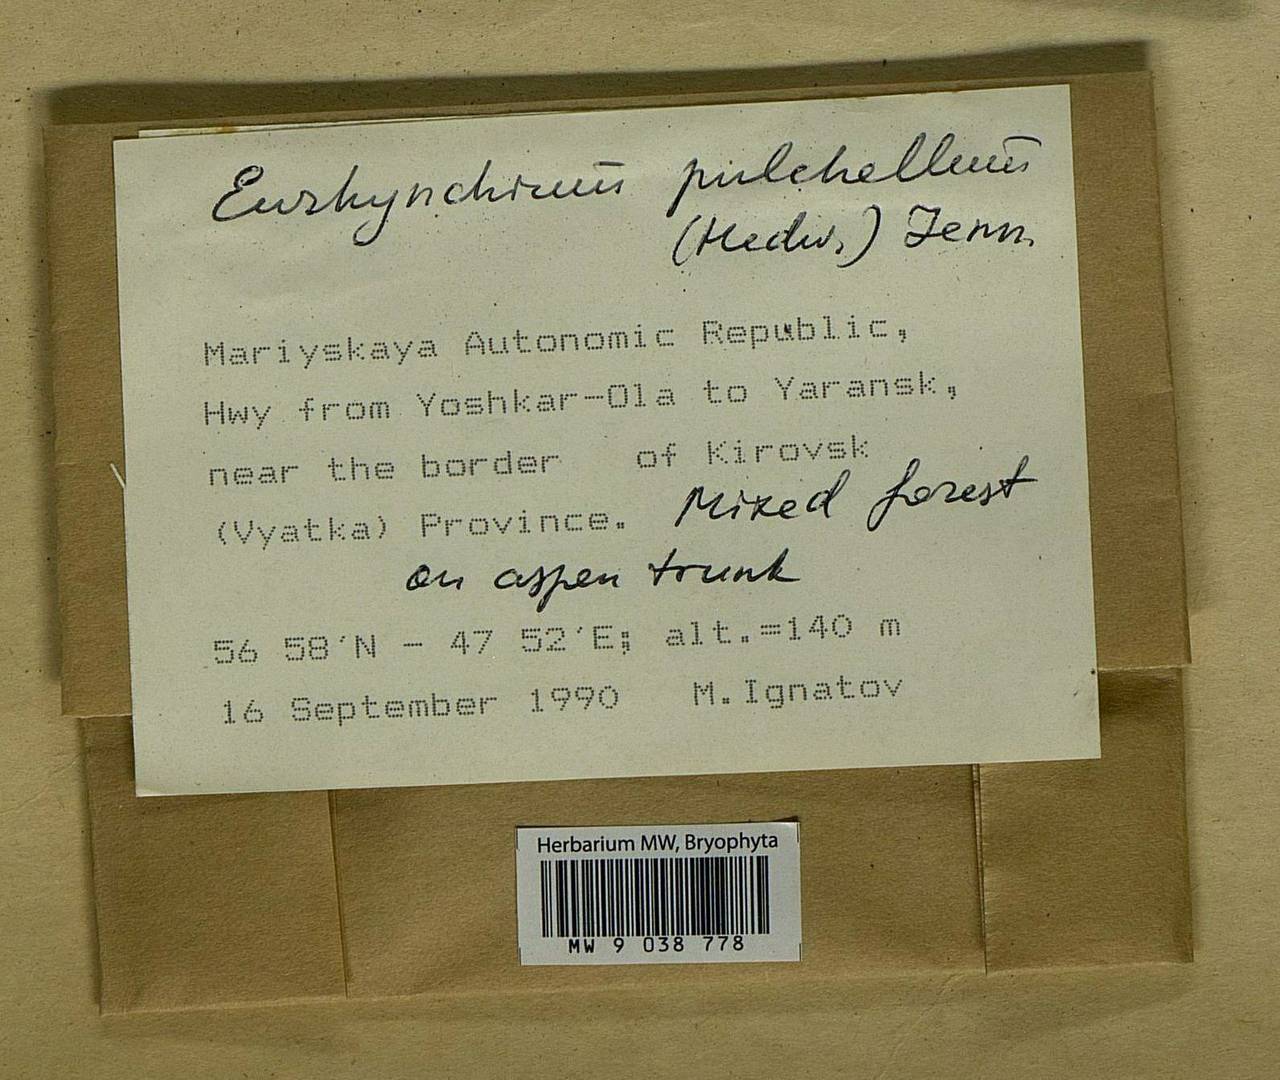 Eurhynchium pulchellum
(Hedw.) Jenn.
Mariyskaya Autonomic Republic,
Hwy from Yoshkar-Ola to Yaransk,
near the border of Kirovsk
(Vyatka) Province. Mixed forest
on aspen trunk
56 58'N - 47 52'E; alt.=140 m
16 September 1990 M.Ignatov
Herbarium MW, Bryophyta
MW 9 038 778